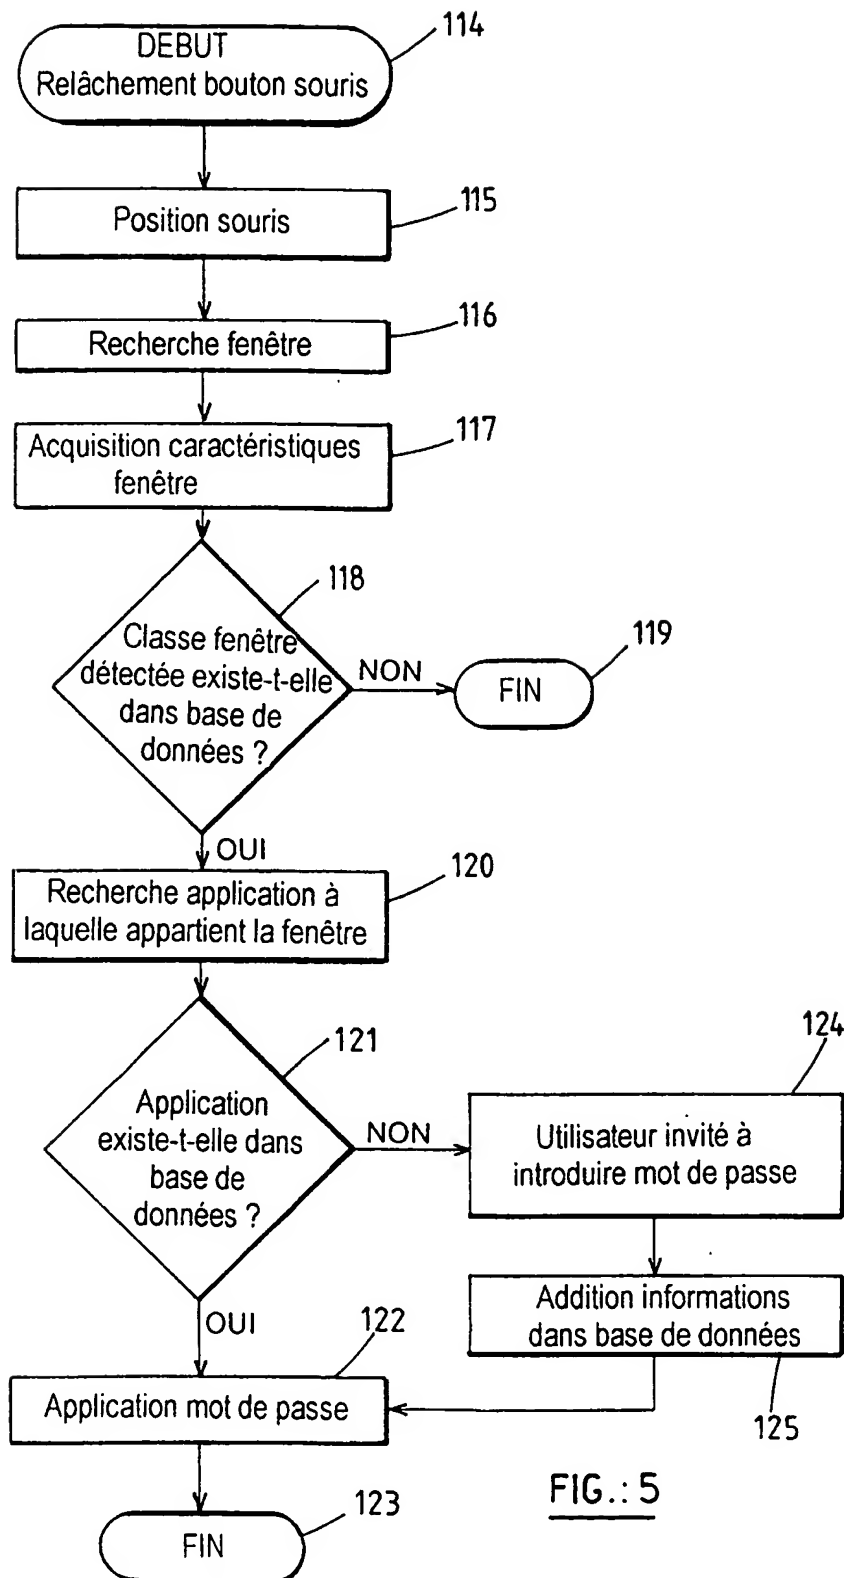 DEBUT
Relâchement bouton souris
114
Position souris
115
Recherche fenêtre
116
Acquisition caractéristiques
fenêtre
117
118
Classe fenêtre
détectée existe-t-elle
dans base de
données ?
NON
FIN
119
OUI
Recherche application à
laquelle appartient la fenêtre
120
121
Application
existe-t-elle dans
base de
données ?
NON
124
Utilisateur invité à
introduire mot de passe
Addition informations
dans base de données
125
OUI
122
Application mot de passe
FIN
123
FIG.: 5